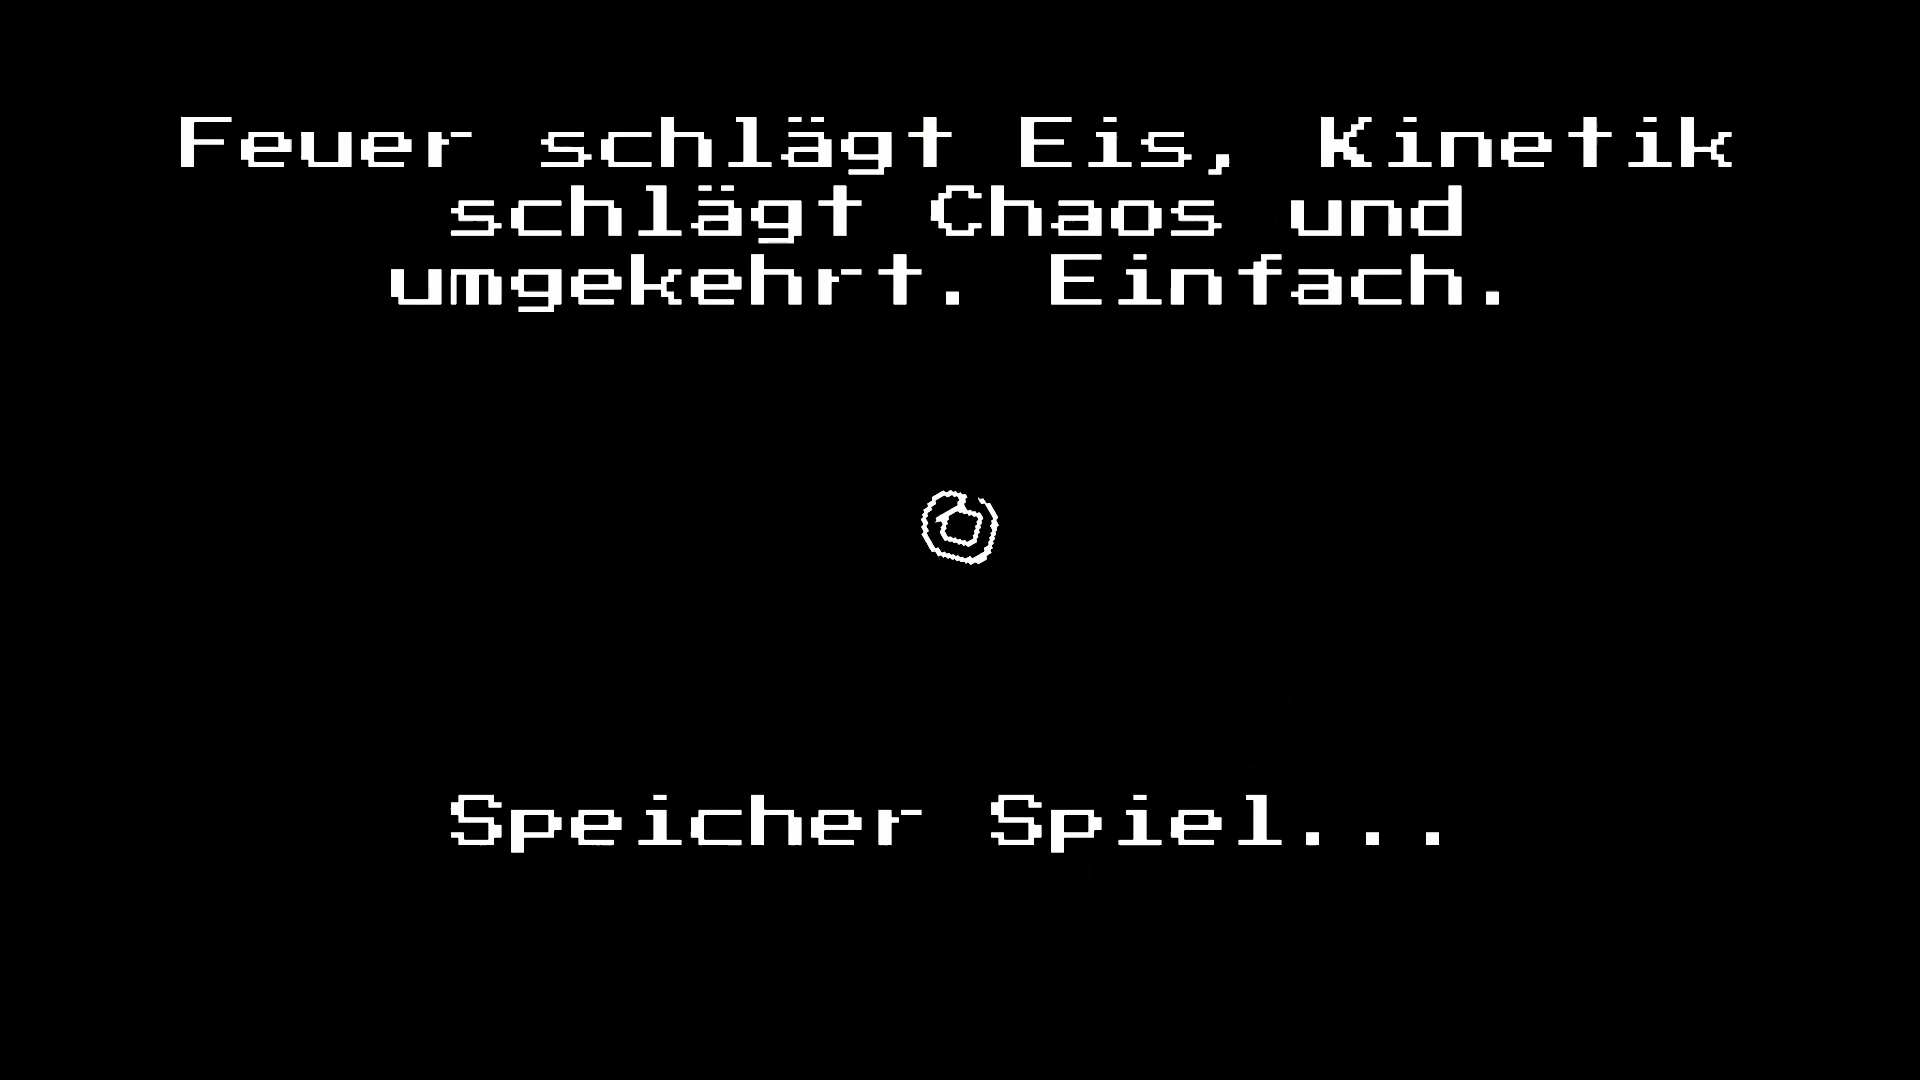 Feuer schlägt Eis, Kinetik
schlägt Chaos und
umgekehrt. Einfach.
Speicher Spiel...